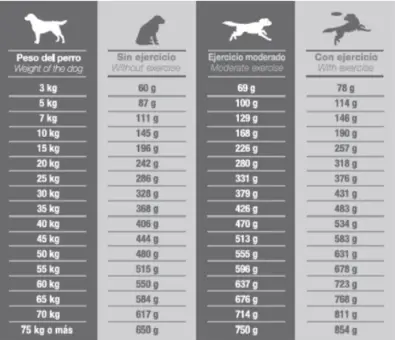 Peso del perro Sin ejercicio Ejercicio moderado Con ejercicio
Weight of the dog Without exercise Moderate exercise With exercise
3 kg 60 g 69 g 78 g
5 kg 87 g 100 g 114 g
7 kg 111 g 129 g 146 g
10 kg 145 g 168 g 190 g
15 kg 196 g 226 g 257 g
20 kg 242 g 280 g 318 g
25 kg 286 g 331 g 376 g
30 kg 328 g 379 g 431 g
35 kg 368 g 426 g 483 g
40 kg 406 g 470 g 534 g
45 kg 444 g 513 g 583 g
50 kg 480 g 555 g 631 g
55 kg 515 g 596 g 678 g
60 kg 550 g 637 g 723 g
65 kg 584 g 676 g 768 g
70 kg 617 g 714 g 811 g
75 kg o más 650 g 750 g 854 g